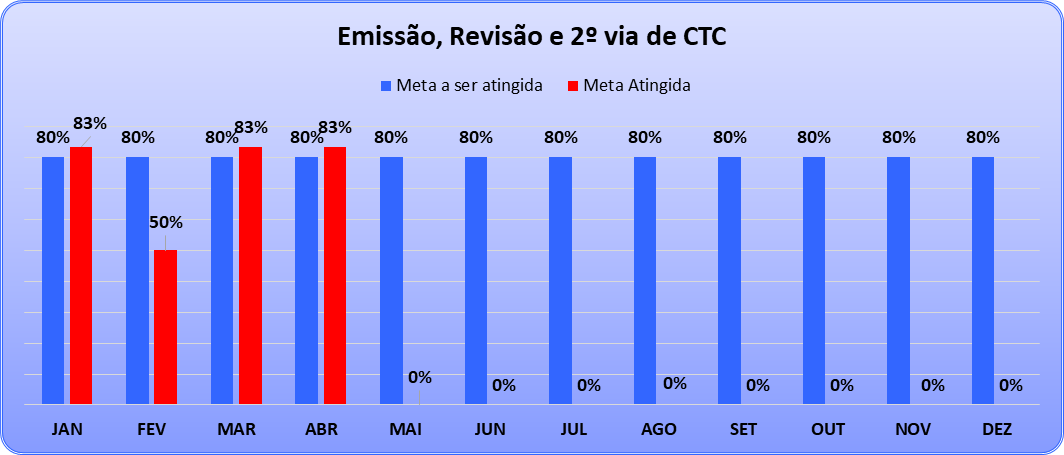 Emissão, Revisão e 2º via de CTC
Meta a ser atingida Meta Atingida
80% 83% 80% 50% 80% 83% 80% 83% 80% 0% 80% 0% 80% 0% 80% 0% 80% 0% 80% 0% 80% 0% 80% 0%
JAN FEV MAR ABR MAI JUN JUL AGO SET OUT NOV DEZ